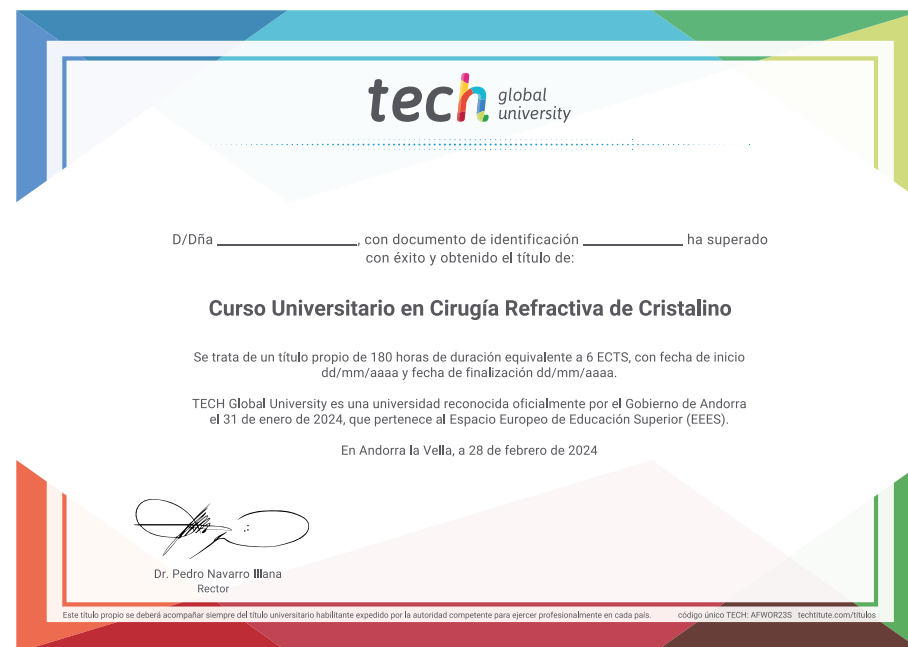 tech global university
D/Dña ____________________, con documento de identificación ______________ ha superado
con éxito y obtenido el título de:
Curso Universitario en Cirugía Refractiva de Cristalino
Se trata de un título propio de 180 horas de duración equivalente a 6 ECTS, con fecha de inicio
dd/mm/aaaa y fecha de finalización dd/mm/aaaa.
TECH Global University es una universidad reconocida oficialmente por el Gobierno de Andorra
el 31 de enero de 2024, que pertenece al Espacio Europeo de Educación Superior (EEES).
En Andorra la Vella, a 28 de febrero de 2024
Dr. Pedro Navarro Illana
Rector
Este título propio se deberá acompañar siempre del título universitario habilitante expedido por la autoridad competente para ejercer profesionalmente en cada país. código único TECH: AFWOR23S techtitute.com/titulos